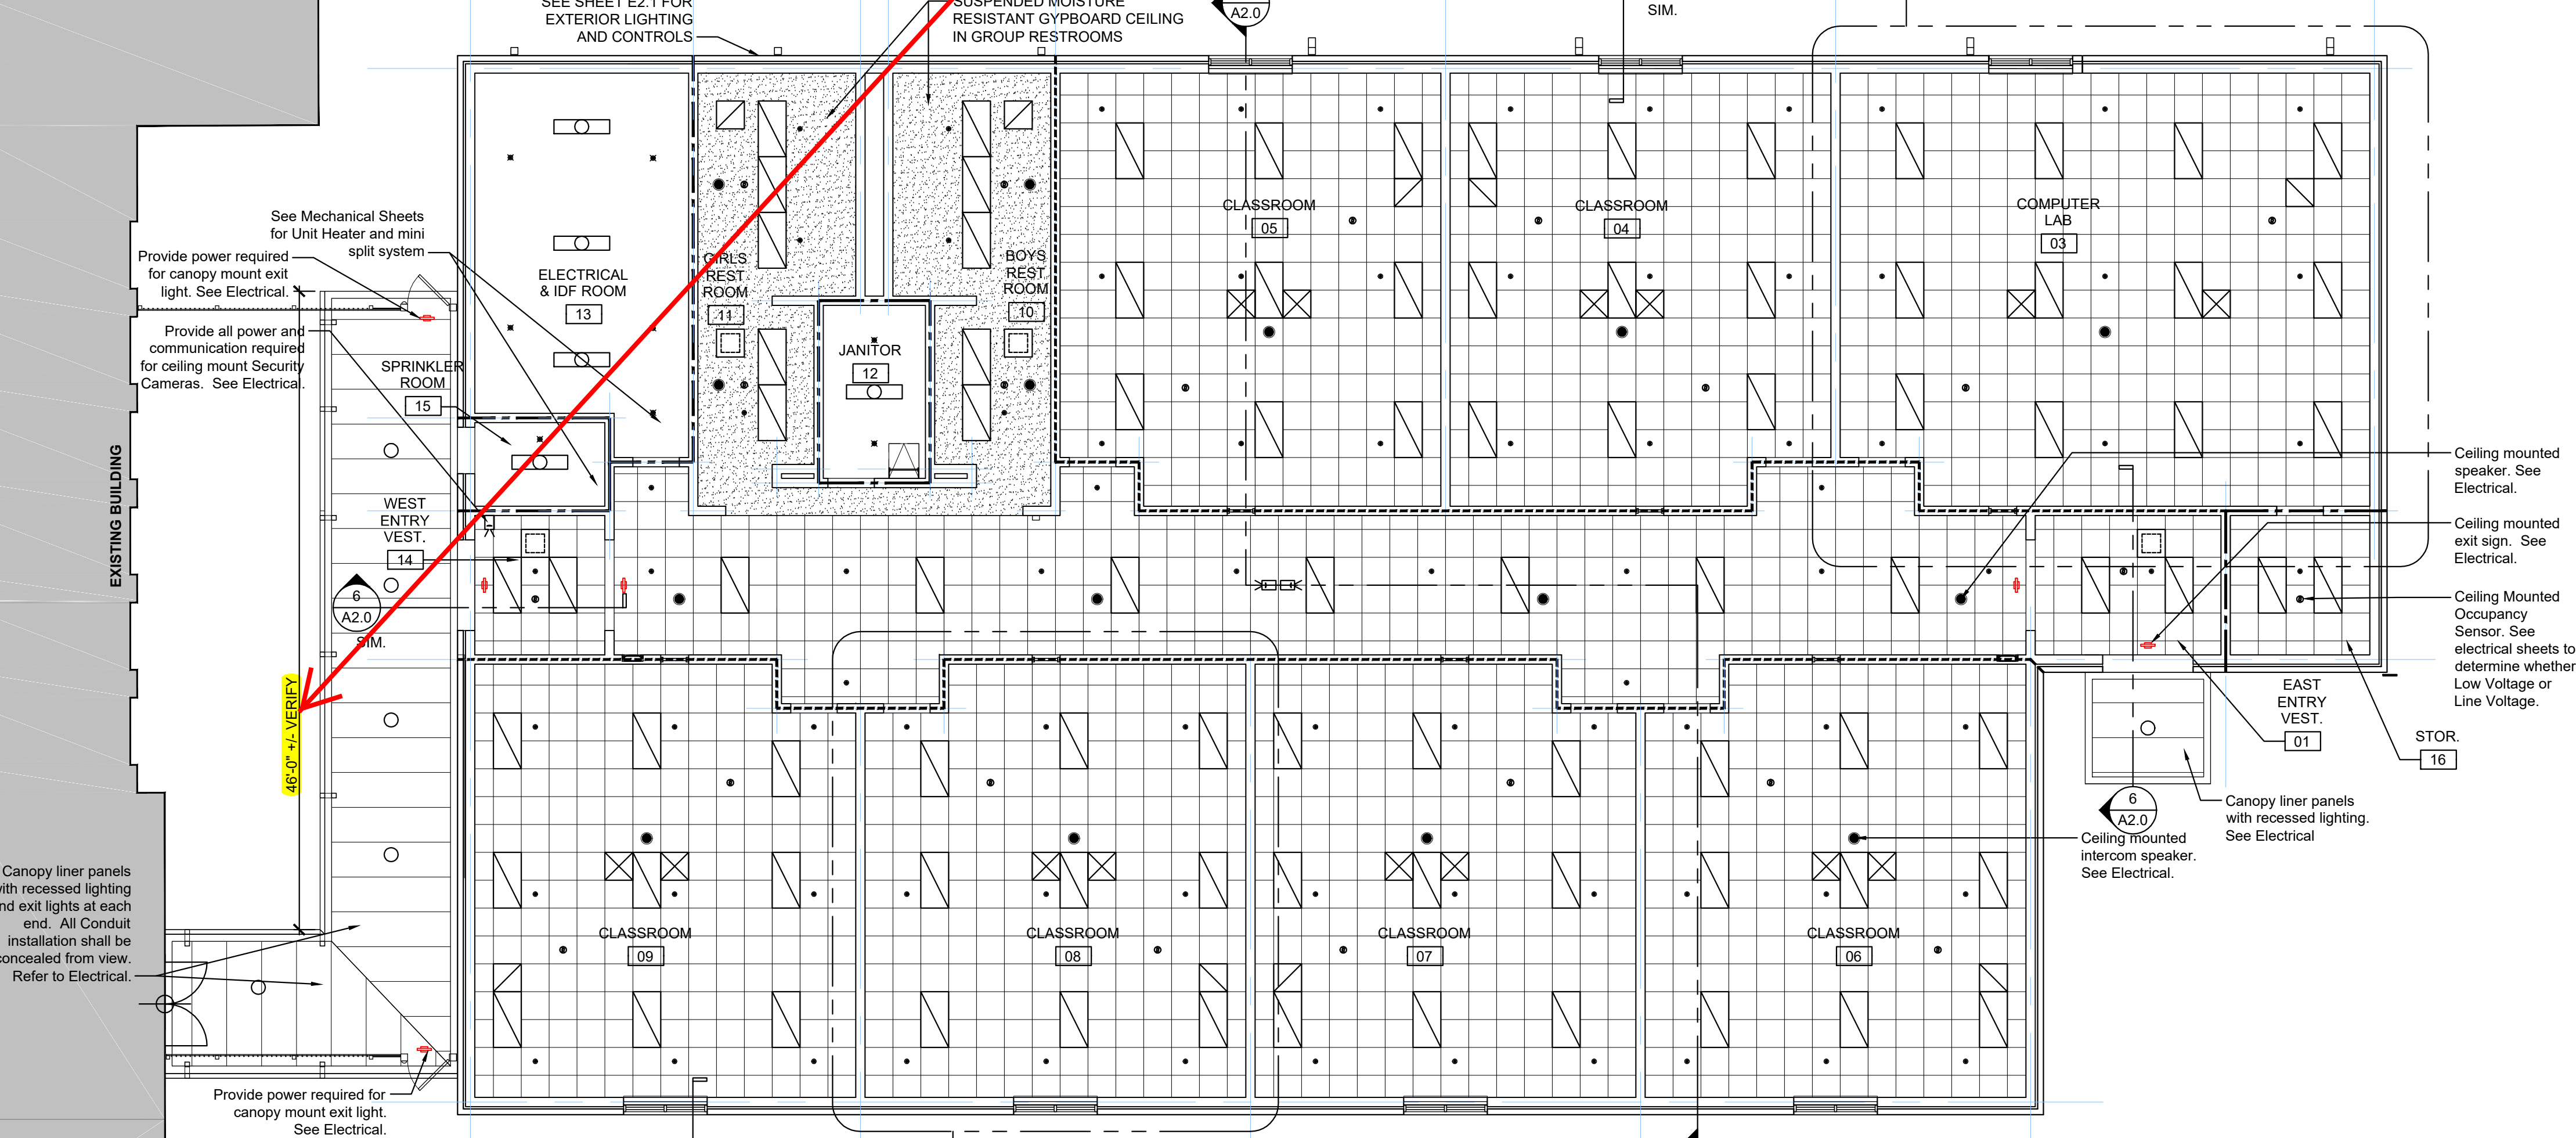 SEE SHEET E2.1 FOR
EXTERIOR LIGHTING
AND CONTROLS
SUSPENDED MOISTURE
RESISTANT GYPBOARD CEILING
IN GROUP RESTROOMS
A2.0
SIM.
See Mechanical Sheets
for Unit Heater and mini
split system
Provide power required
for canopy mount exit
light. See Electrical.
Provide all power and
communication required
for ceiling mount Security
Cameras. See Electrical.
SPRINKLER
ROOM
15
ELECTRICAL
& IDF ROOM
13
GIRLS
REST
ROOM
11
BOYS
REST
ROOM
10
JANITOR
12
CLASSROOM
05
CLASSROOM
04
COMPUTER
LAB
03
WEST
ENTRY
VEST.
14
6
A2.0
SIM.
EXISTING BUILDING
46'-0" +/- VERIFY
Ceiling mounted
speaker. See
Electrical.
Ceiling mounted
exit sign. See
Electrical.
Ceiling Mounted
Occupancy
Sensor. See
electrical sheets to
determine whether
Low Voltage or
Line Voltage.
EAST
ENTRY
VEST.
01
STOR.
16
6
A2.0
Canopy liner panels
with recessed lighting.
See Electrical
Ceiling mounted
intercom speaker.
See Electrical.
CLASSROOM
09
CLASSROOM
08
CLASSROOM
07
CLASSROOM
06
Canopy liner panels
with recessed lighting
nd exit lights at each
end. All Conduit
installation shall be
concealed from view.
Refer to Electrical.
Provide power required for
canopy mount exit light.
See Electrical.